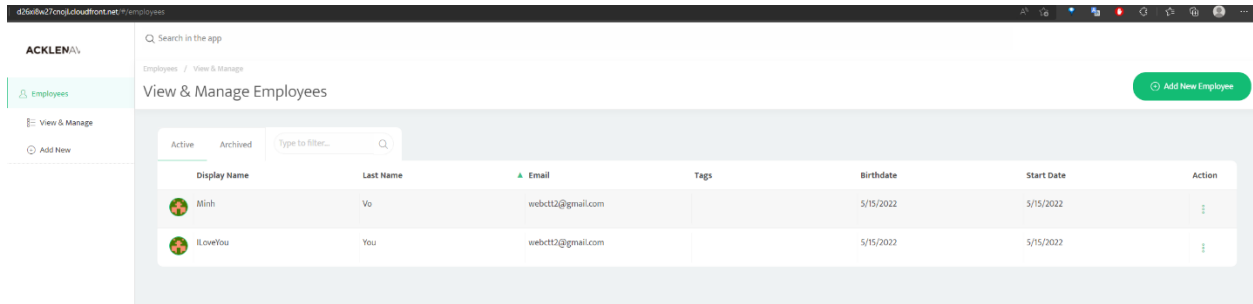 d26xi8w27cnojl.cloudfront.net/#/employees
ACKLENAV
Search in the app
Employees / View & Manage
View & Manage Employees
Add New Employee
Employees
View & Manage
Add New
Active Archived Type to filter...
Display Name Last Name Email Tags Birthdate Start Date Action
Minh Vo webctt2@gmail.com 5/15/2022 5/15/2022
ILoveYou You webctt2@gmail.com 5/15/2022 5/15/2022